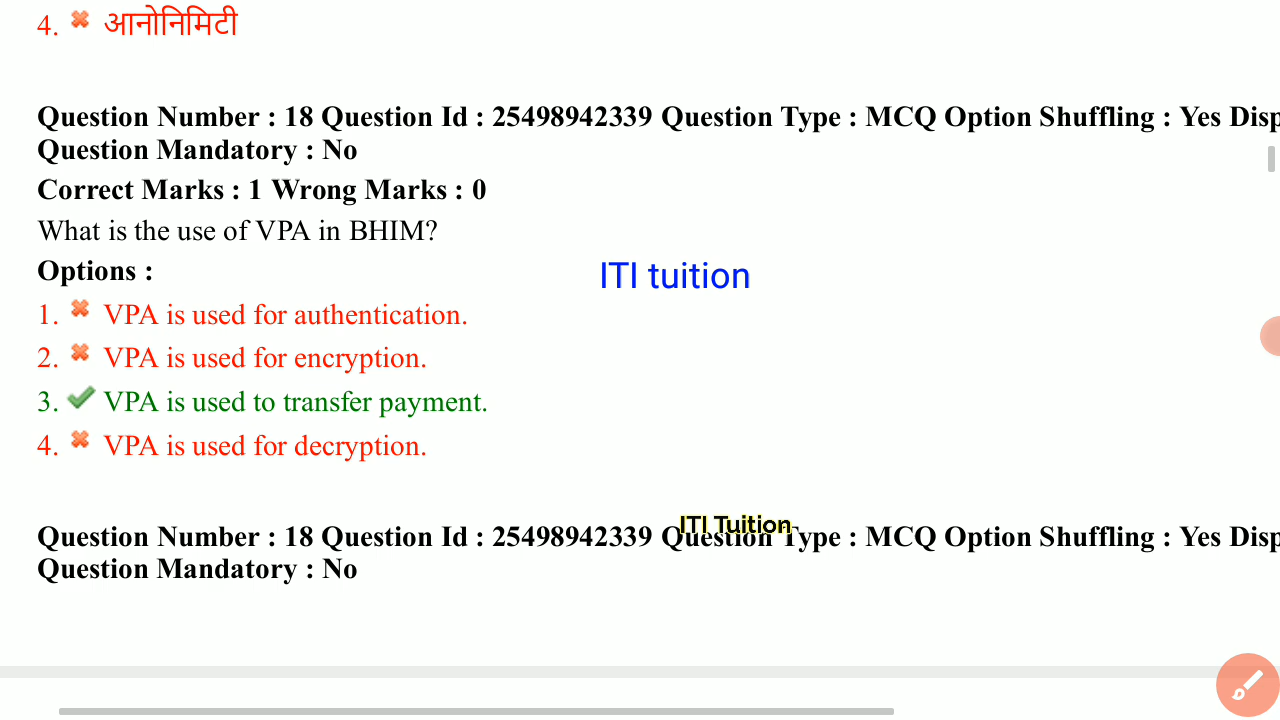 4. आनोनिमिटी
Question Number : 18 Question Id : 25498942339 Question Type : MCQ Option Shuffling : Yes Disp
Question Mandatory : No
Correct Marks : 1 Wrong Marks : 0
What is the use of VPA in BHIM?
Options :
ITI tuition
1. VPA is used for authentication.
2. VPA is used for encryption.
3. VPA is used to transfer payment.
4. VPA is used for decryption.
ITI Tuition
Question Number : 18 Question Id : 25498942339 Question Type : MCQ Option Shuffling : Yes Disp
Question Mandatory : No